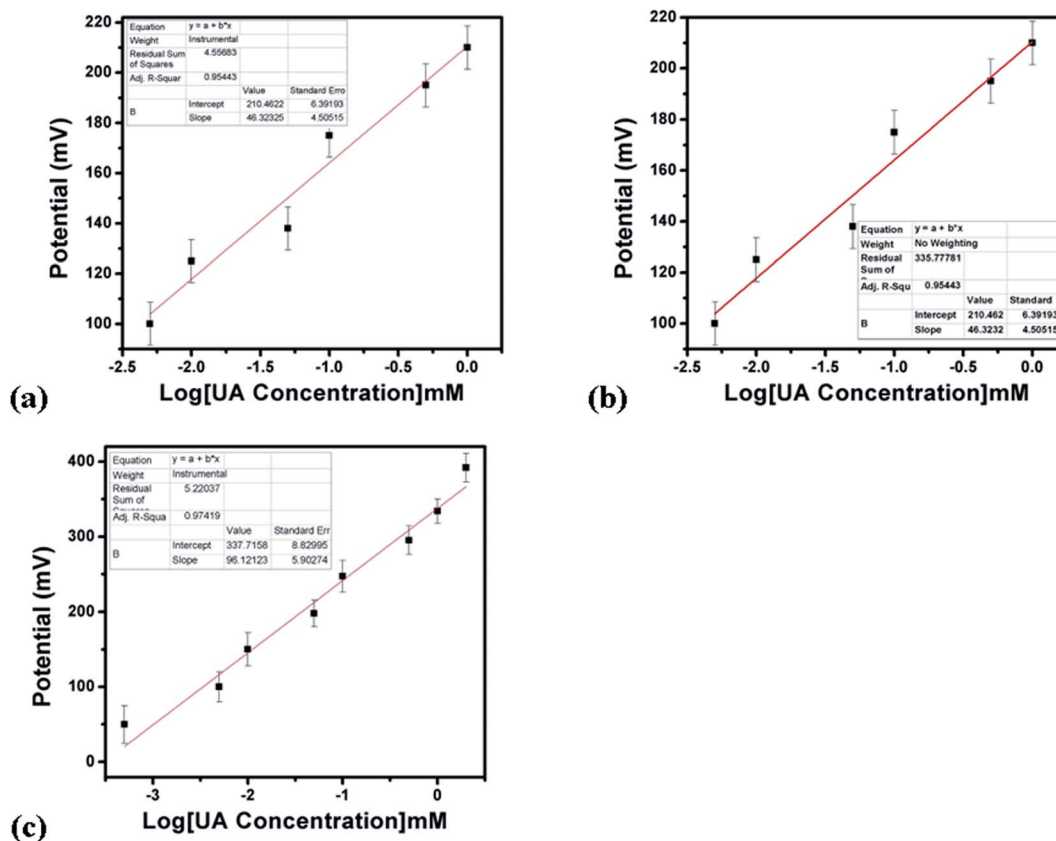 (a)
Equation y = a + b*x
Weight Instrumental
Residual Sum of Squares 4.55683
Adj. R-Squar 0.95443
Value Standard Erro
B Intercept 210.4622 6.39193
Slope 46.32325 4.50515
220
200
180
160
140
120
100
Potential (mV)
-2.5 -2.0 -1.5 -1.0 -0.5 0.0
Log[UA Concentration]mM
(b)
220
200
180
160
140
120
100
Potential (mV)
Equation y = a + b*x
Weight No Weighting
Residual Sum of 335.77781
Adj. R-Squ 0.95443
Value Standard
B Intercept 210.462 6.39193
Slope 46.3232 4.50515
-2.5 -2.0 -1.5 -1.0 -0.5 0.0
Log[UA Concentration]mM
(c)
Equation y = a + b*x
Weight Instrumental
Residual Sum of 5.22037
Adj. R-Squa 0.97419
Value Standard Err
B Intercept 337.7158 8.82995
Slope 96.12123 5.90274
400
300
200
100
0
Potential (mV)
-3 -2 -1 0
Log[UA Concentration]mM